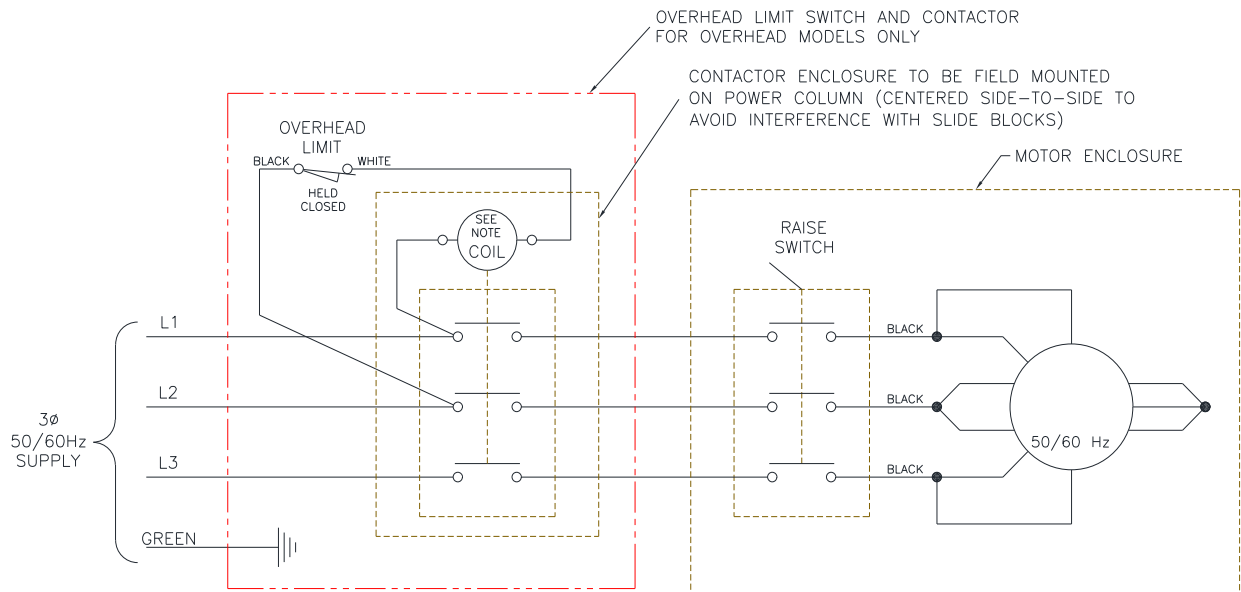 OVERHEAD LIMIT SWITCH AND CONTACTOR
FOR OVERHEAD MODELS ONLY
CONTACTOR ENCLOSURE TO BE FIELD MOUNTED
ON POWER COLUMN (CENTERED SIDE-TO-SIDE TO
AVOID INTERFERENCE WITH SLIDE BLOCKS)
MOTOR ENCLOSURE
OVERHEAD
LIMIT
BLACK
WHITE
HELD
CLOSED
SEE
NOTE
COIL
RAISE
SWITCH
L1
BLACK
L2
BLACK
3ø
50/60Hz
SUPPLY
50/60 Hz
L3
BLACK
GREEN